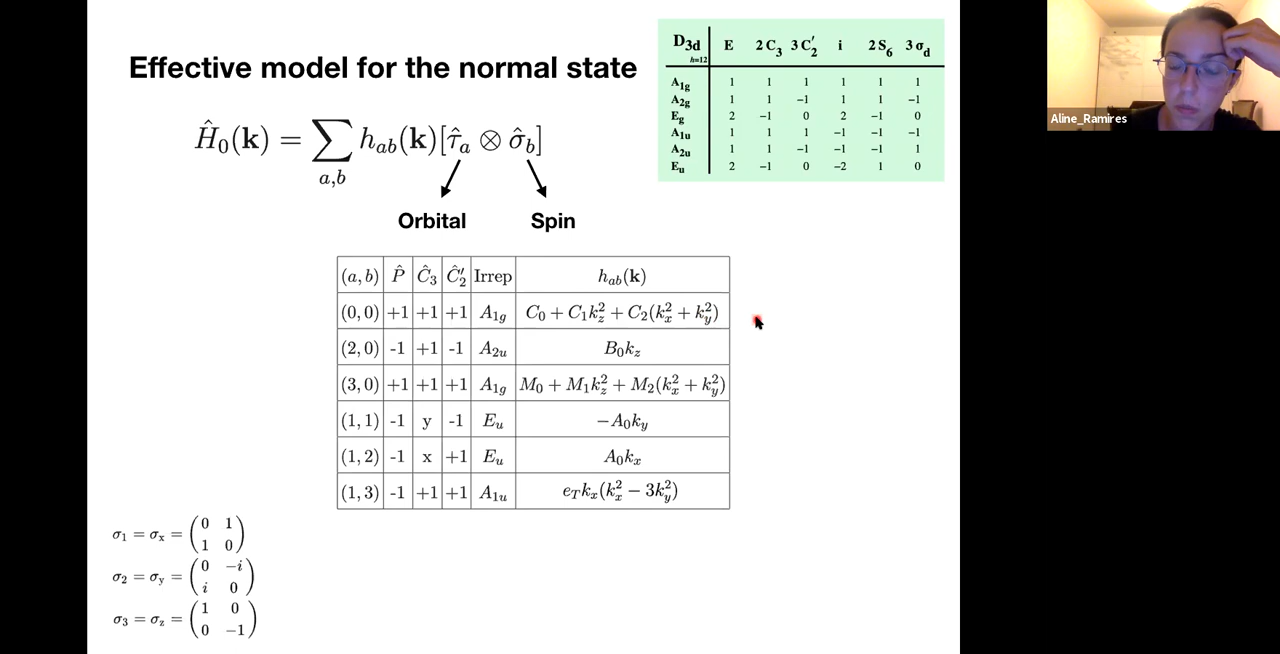 Effective model for the normal state
Ĥ₀(k) = ∑ h_ab(k)[τ̂_a ⊗ σ̂_b]
a,b
Orbital Spin
D3d h=12 E 2C3 3C′2 i 2S6 3σd
A1g 1 1 1 1 1 1
A2g 1 1 −1 1 1 −1
Eg 2 −1 0 2 −1 0
A1u 1 1 1 −1 −1 −1
A2u 1 1 −1 −1 −1 1
Eu 2 −1 0 −2 1 0
Aline_Ramires
(a, b) P̂ Ĉ₃ Ĉ′₂ Irrep h_ab(k)
(0, 0) +1 +1 +1 A1g C₀ + C₁k_z² + C₂(k_x² + k_y²)
(2, 0) -1 +1 -1 A2u B₀k_z
(3, 0) +1 +1 +1 A1g M₀ + M₁k_z² + M₂(k_x² + k_y²)
(1, 1) -1 y -1 Eu −A₀k_y
(1, 2) -1 x +1 Eu A₀k_x
(1, 3) -1 +1 +1 A1u e_T k_x(k_x² − 3k_y²)
σ₁ = σx = (0 1
1 0)
σ₂ = σy = (0 −i
i 0)
σ₃ = σz = (1 0
0 −1)